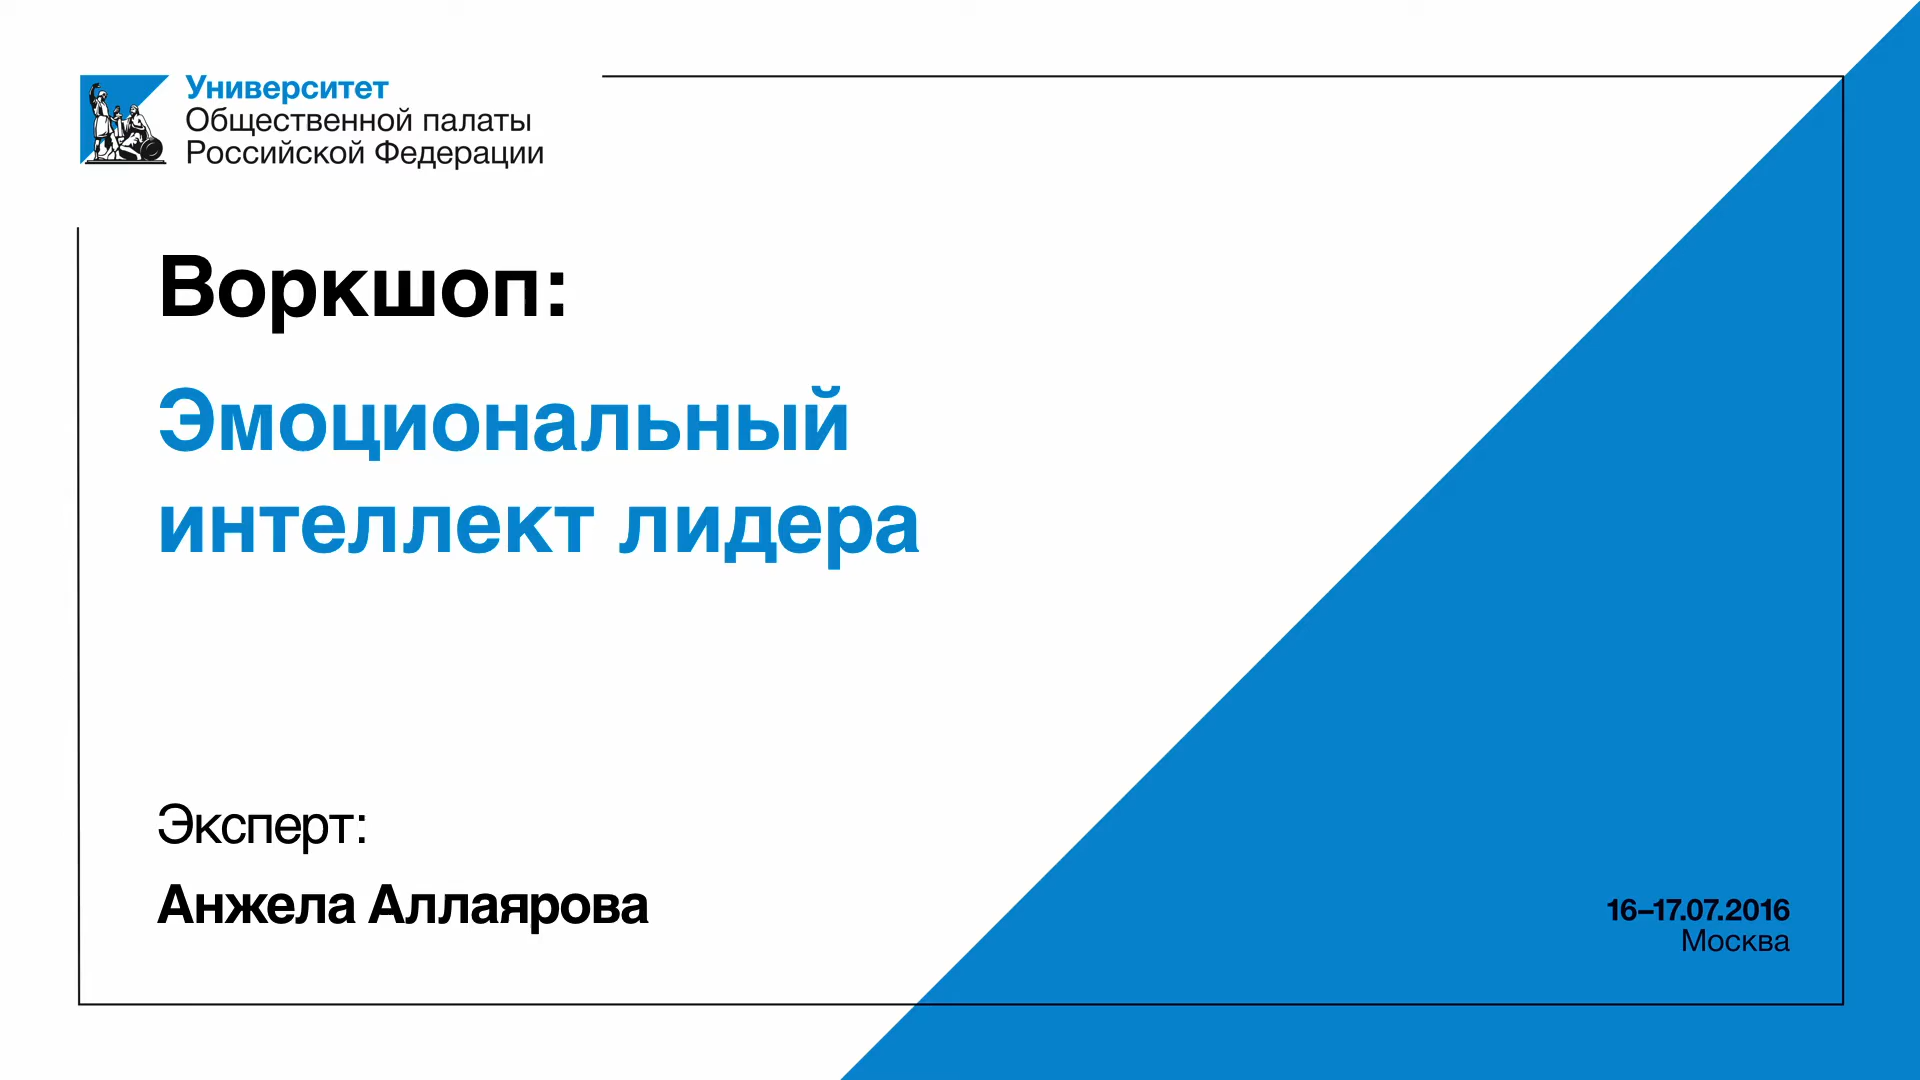 Университет
Общественной палаты
Российской Федерации
Воркшоп:
Эмоциональный
интеллект лидера
Эксперт:
Анжела Аллаярова
16–17.07.2016
Москва